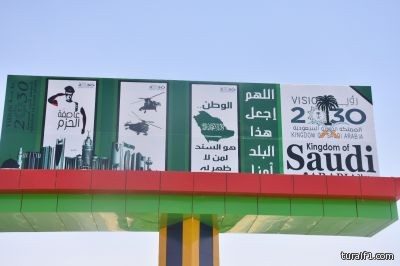 عاصفة
الحزم
2030
الوطن..
هو السند
لمن لا
ظهر له
اللهم
إجعل
هذا
البلد
آمنا
VISION رؤية
2030
المملكة العربية السعودية
KINGDOM OF SAUDI ARABIA
Kingdom of
Saudi
turaif1.com